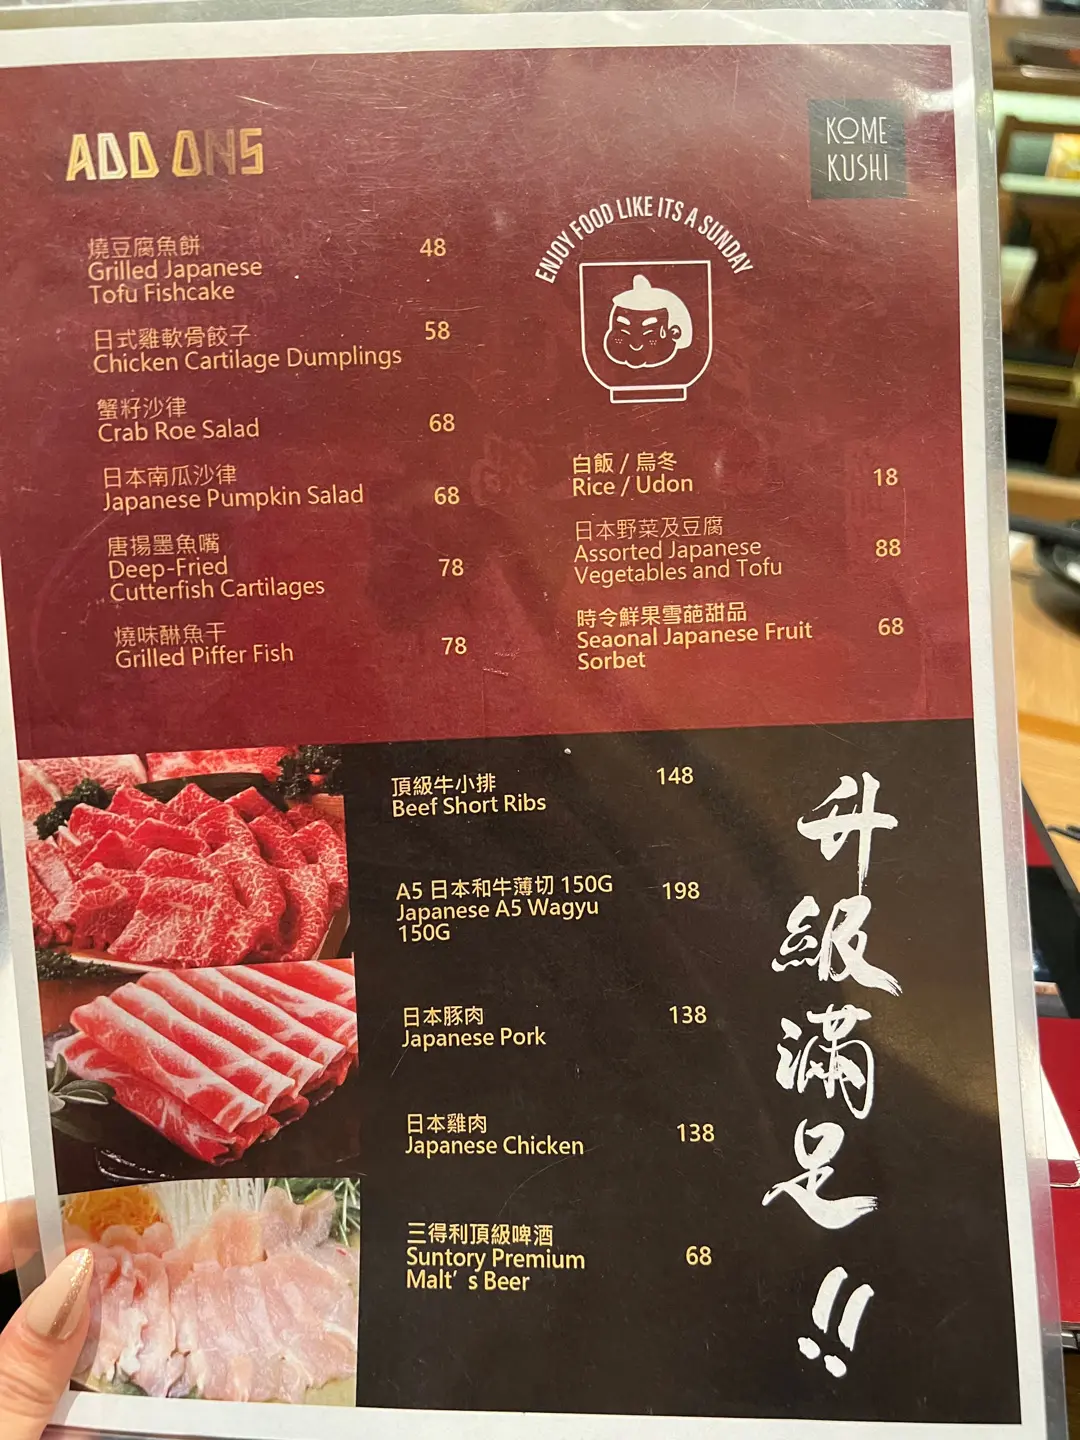 ADD ONS
KOME
KUSHI
ENJOY FOOD LIKE ITS A SUNDAY
燒豆腐魚餅 48
Grilled Japanese
Tofu Fishcake
日式雞軟骨餃子 58
Chicken Cartilage Dumplings
蟹籽沙律
Crab Roe Salad 68
日本南瓜沙律
Japanese Pumpkin Salad 68
唐揚墨魚嘴
Deep-Fried 78
Cutterfish Cartilages
燒味醂魚干
Grilled Piffer Fish 78
白飯 / 烏冬
Rice / Udon 18
日本野菜及豆腐
Assorted Japanese 88
Vegetables and Tofu
時令鮮果雪葩甜品
Seaonal Japanese Fruit 68
Sorbet
頂級牛小排 148
Beef Short Ribs
A5 日本和牛薄切 150G 198
Japanese A5 Wagyu
150G
日本豚肉 138
Japanese Pork
日本雞肉 138
Japanese Chicken
三得利頂級啤酒
Suntory Premium 68
Malt’s Beer
升級滿足!!